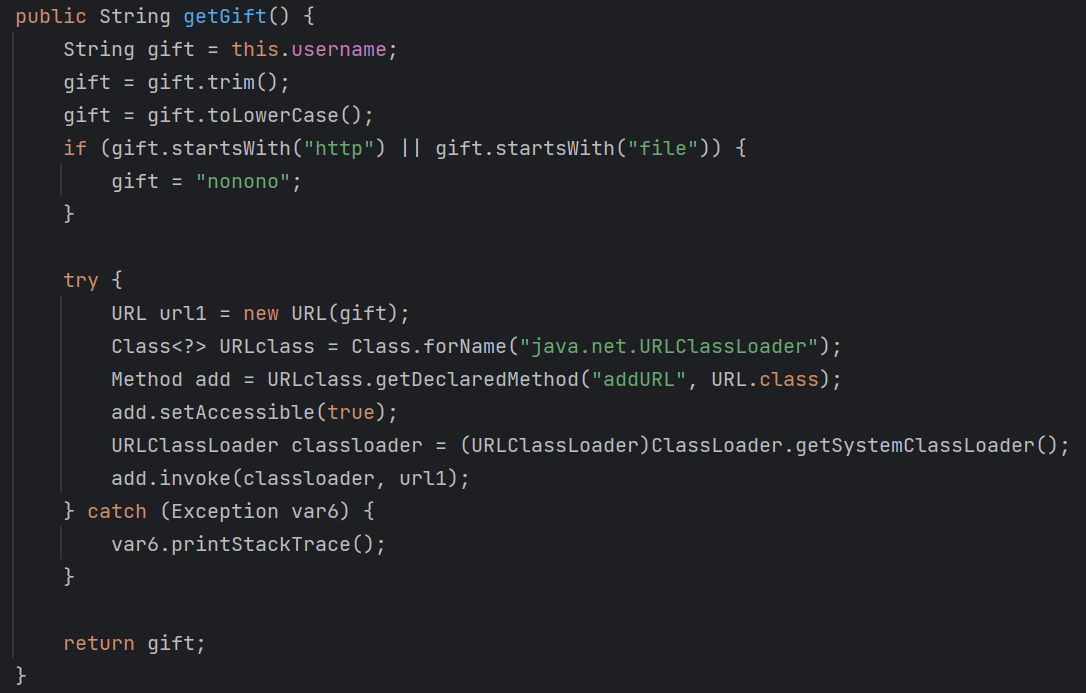 public String getGift() {
    String gift = this.username;
    gift = gift.trim();
    gift = gift.toLowerCase();
    if (gift.startsWith("http") || gift.startsWith("file")) {
        gift = "nonono";
    }

    try {
        URL url1 = new URL(gift);
        Class<?> URLclass = Class.forName("java.net.URLClassLoader");
        Method add = URLclass.getDeclaredMethod("addURL", URL.class);
        add.setAccessible(true);
        URLClassLoader classloader = (URLClassLoader)ClassLoader.getSystemClassLoader();
        add.invoke(classloader, url1);
    } catch (Exception var6) {
        var6.printStackTrace();
    }

    return gift;
}